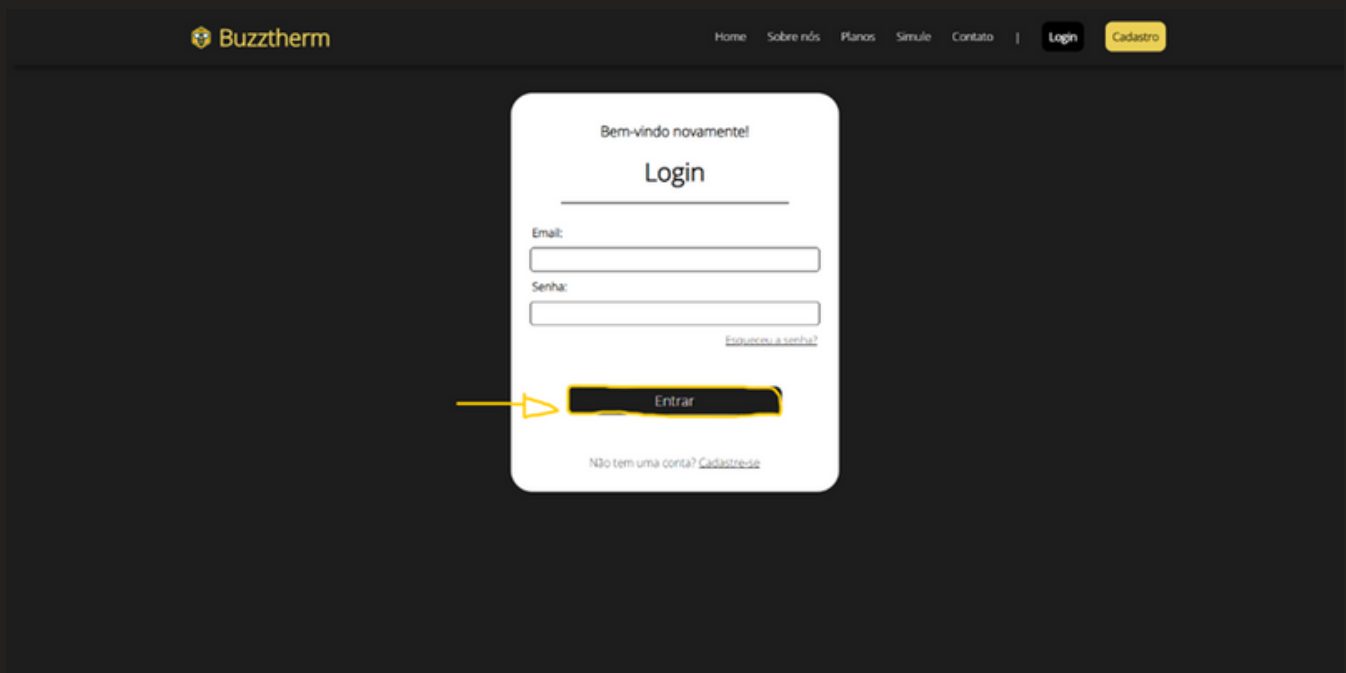 Buzztherm
Home Sobre nós Planos Simule Contato | Login Cadastro
Bem-vindo novamente!
Login
Email:
Senha:
Esqueceu a senha?
Entrar
Não tem uma conta? Cadastre-se